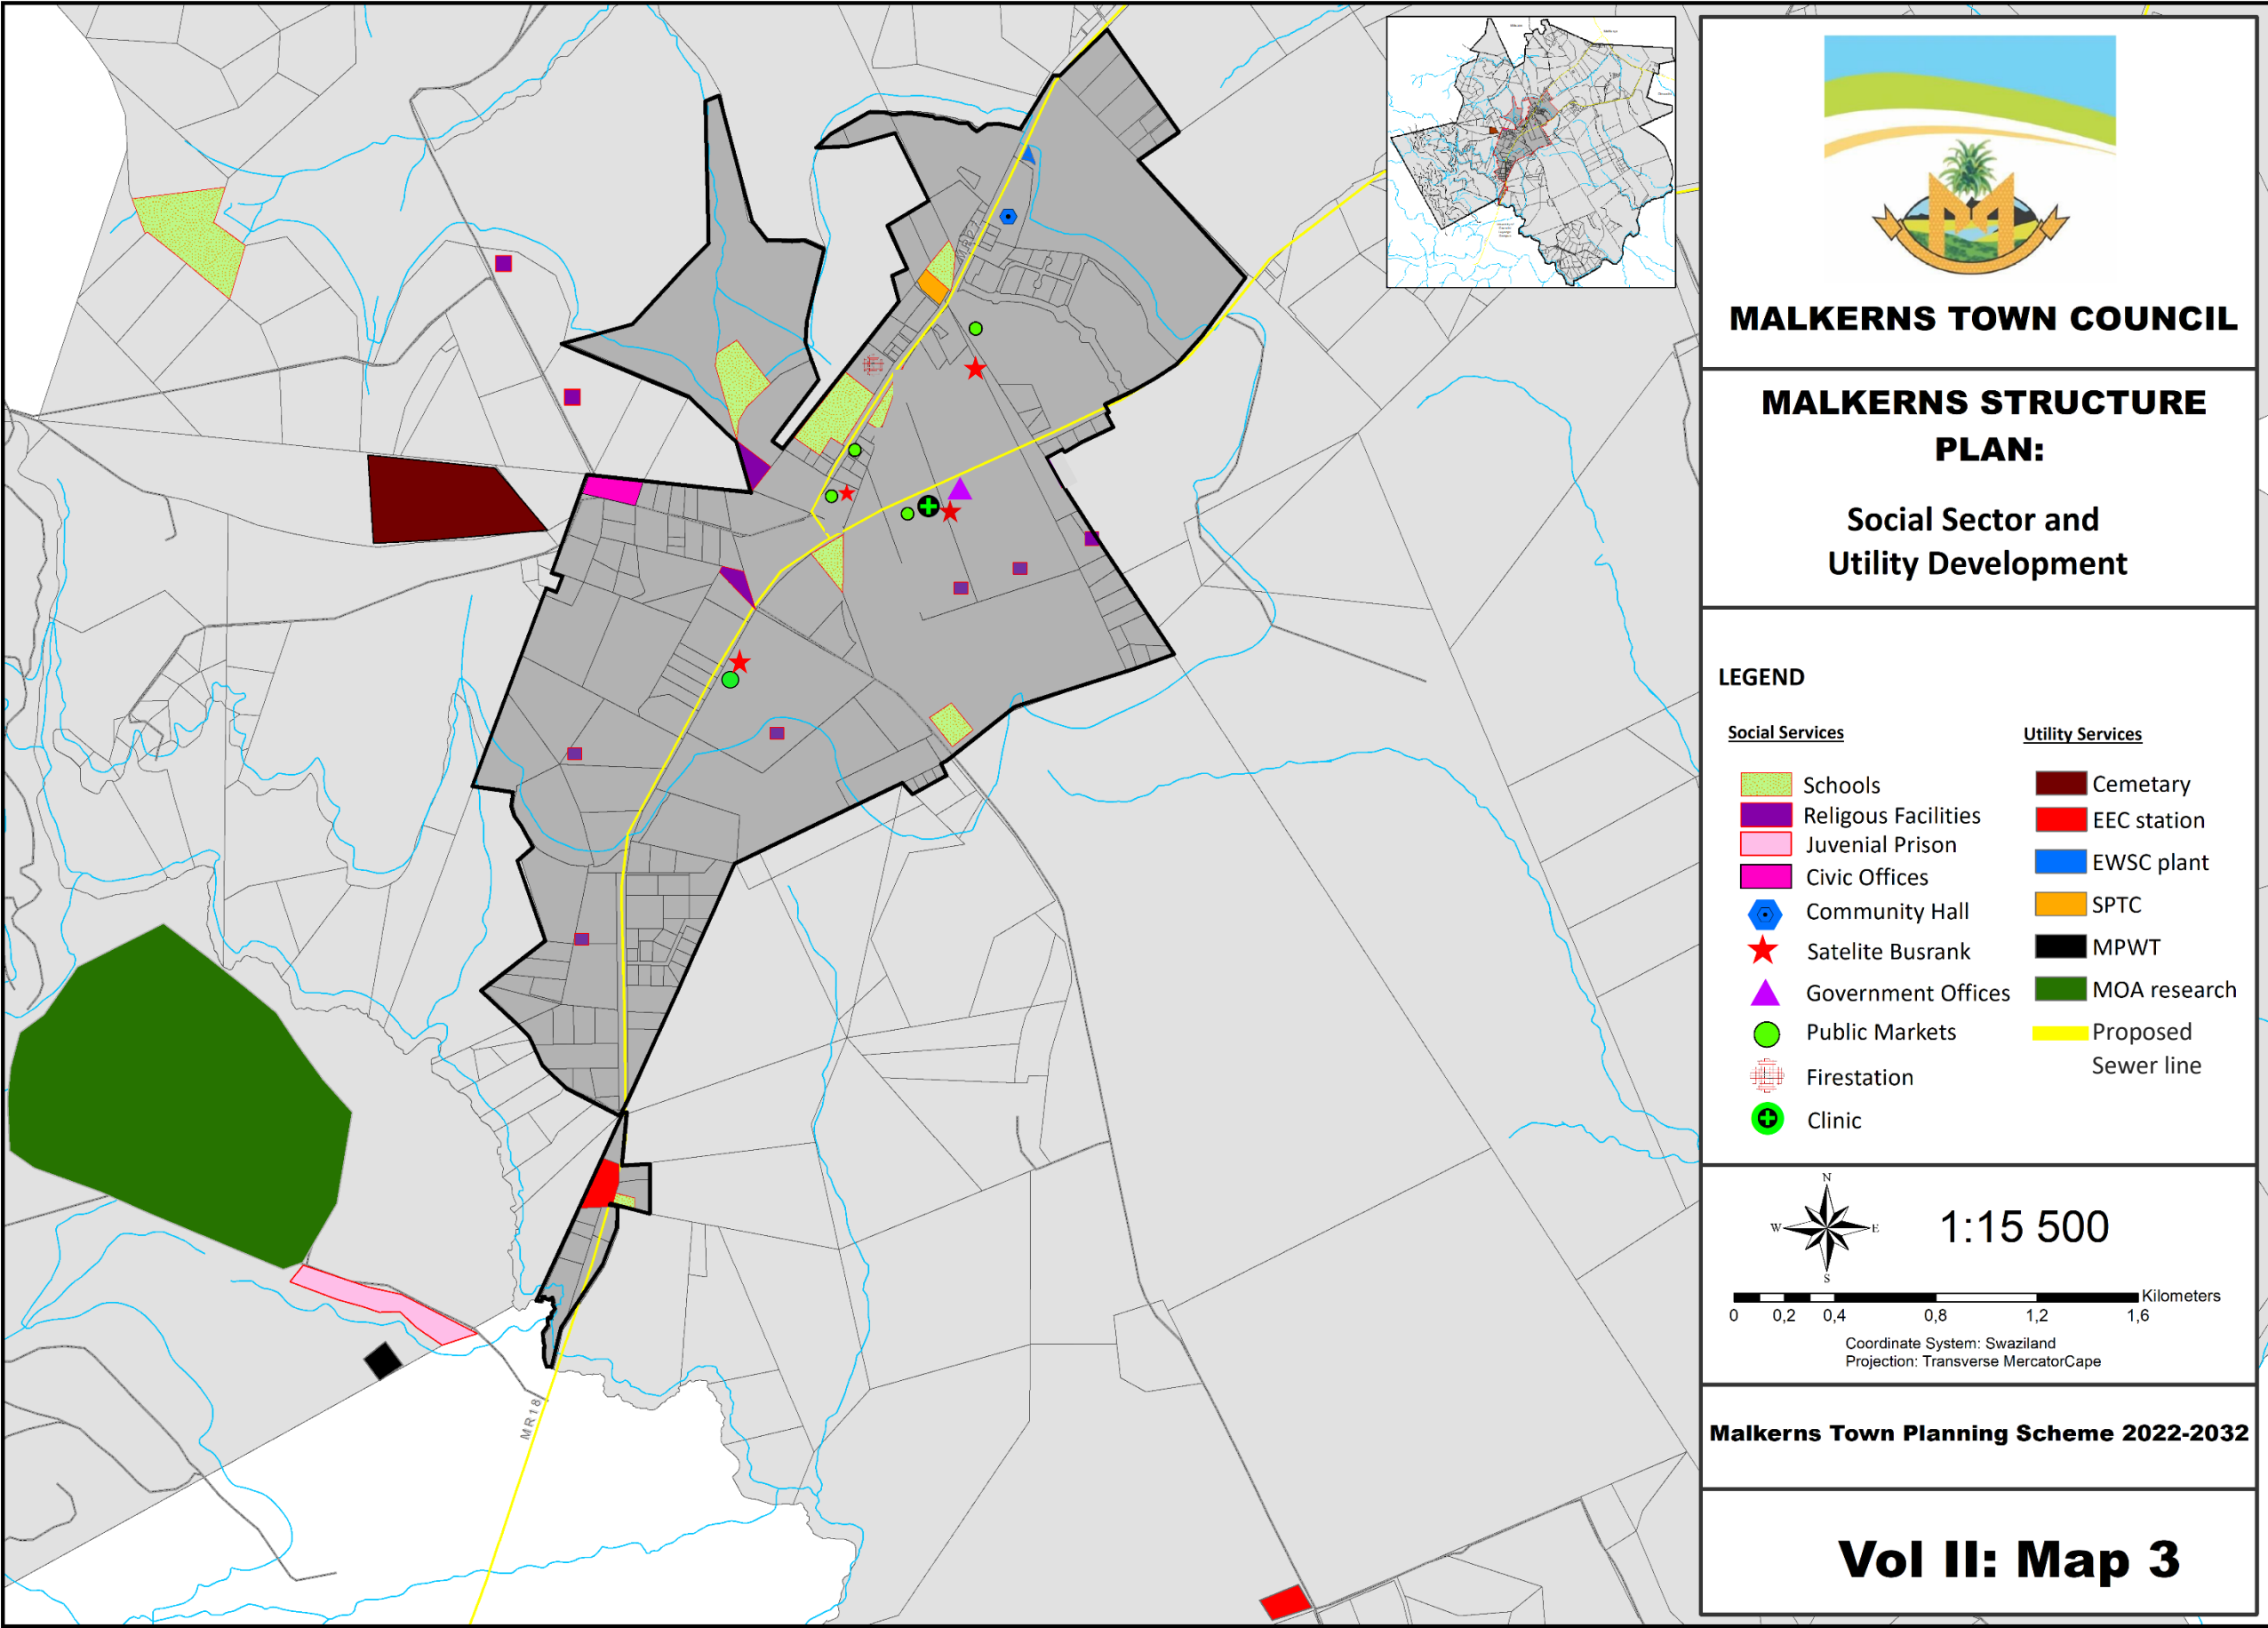 MR27
MR18
MALKERNS TOWN COUNCIL
MALKERNS STRUCTURE
PLAN:
Social Sector and
Utility Development
LEGEND
Social Services
Schools
Religous Facilities
Juvenial Prison
Civic Offices
Community Hall
Satelite Busrank
Government Offices
Public Markets
Firestation
Clinic
Utility Services
Cemetary
EEC station
EWSC plant
SPTC
MPWT
MOA research
Proposed
Sewer line
N
W E
S
1:15 500
Kilometers
0 0,2 0,4 0,8 1,2 1,6
Coordinate System: Swaziland
Projection: Transverse MercatorCape
Malkerns Town Planning Scheme 2022-2032
Vol II: Map 3